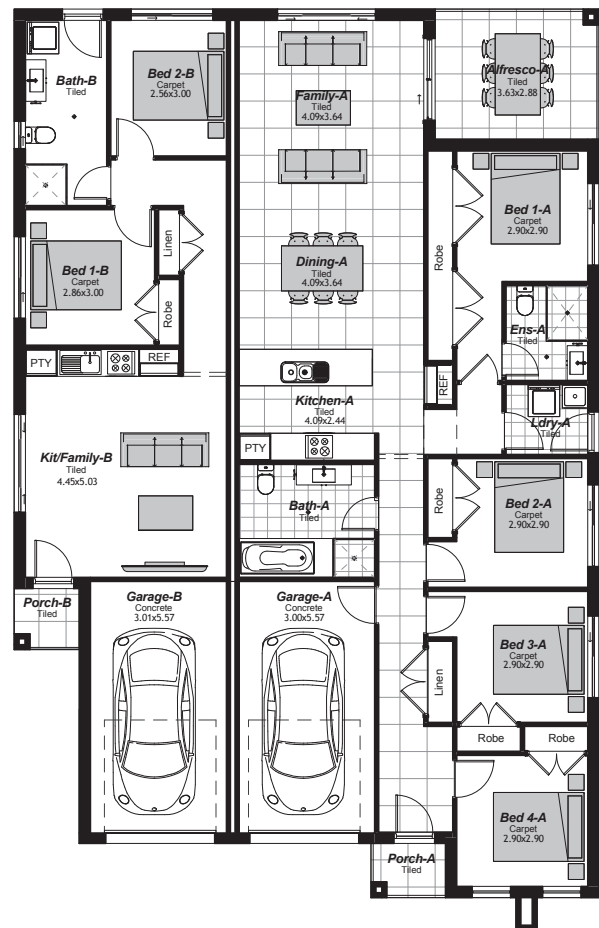 Bath-B
Tiled
Bed 2-B
Carpet
2.56x3.00
Family-A
Tiled
4.09x3.64
Alfresco-A
Tiled
3.63x2.88
Bed 1-A
Carpet
2.90x2.90
Linen
Robe
Bed 1-B
Carpet
2.86x3.00
Robe
Dining-A
Tiled
4.09x3.64
Ens-A
Tiled
PTY
REF
REF
Kitchen-A
Tiled
4.09x2.44
Ldry-A
Tiled
Kit/Family-B
Tiled
4.45x5.03
PTY
Bath-A
Tiled
Robe
Bed 2-A
Carpet
2.90x2.90
Porch-B
Tiled
Garage-B
Concrete
3.01x5.57
Garage-A
Concrete
3.00x5.57
Bed 3-A
Carpet
2.90x2.90
Linen
Robe
Robe
Bed 4-A
Carpet
2.90x2.90
Porch-A
Tiled